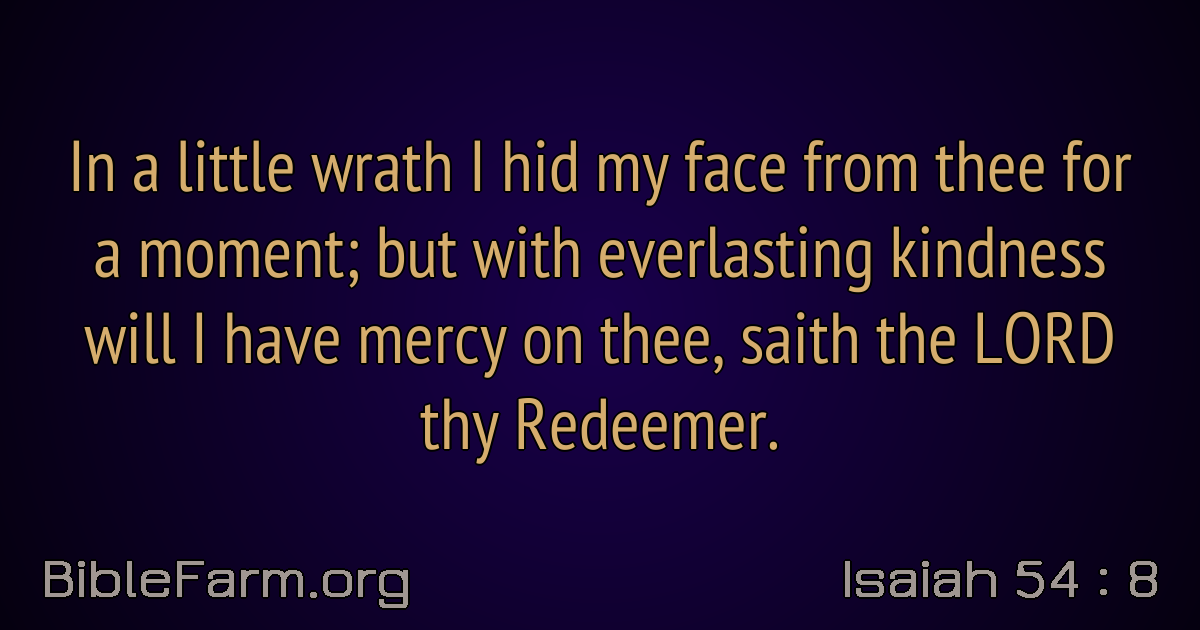 In a little wrath I hid my face from thee for
a moment; but with everlasting kindness
will I have mercy on thee, saith the LORD
thy Redeemer.
BibleFarm.org
Isaiah 54 : 8